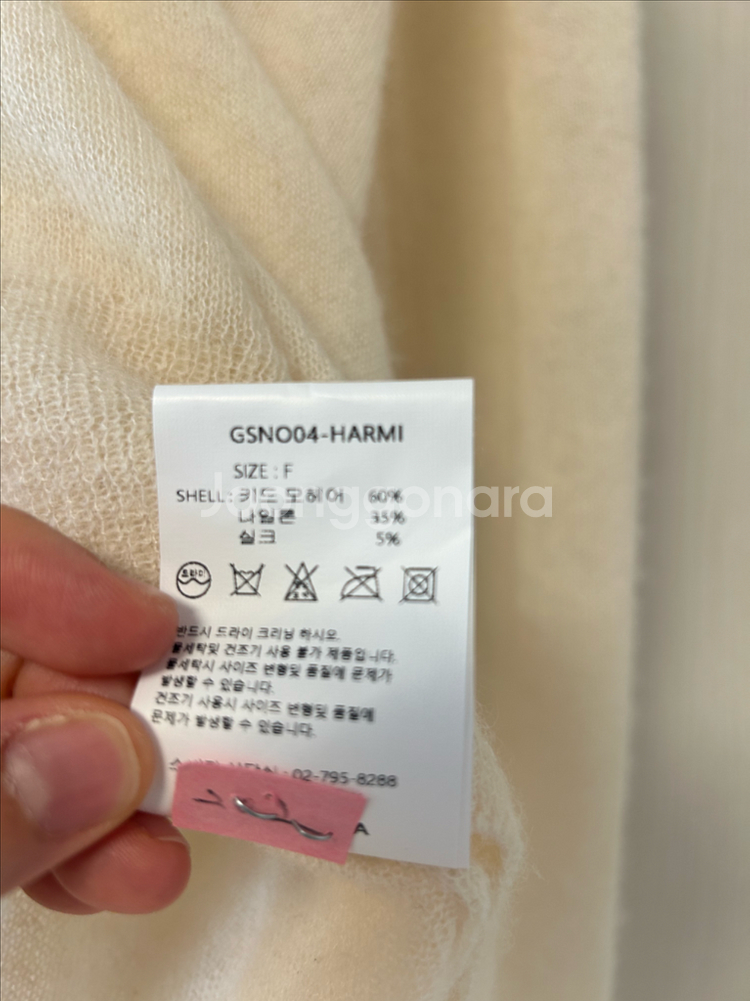 GSNO04-HARMI
SIZE : F
SHELL : 키드 모헤어 60%
나일론 35%
실크 5%
드라이
반드시 드라이 크리닝 하시오.
물세탁및 건조기 사용 불가 제품입니다.
물세탁시 사이즈 변형및 품질에 문제가
발생할 수 있습니다.
건조기 사용시 사이즈 변형및 품질에
문제가 발생할 수 있습니다.
: 02-795-8288
A
Joonggonara